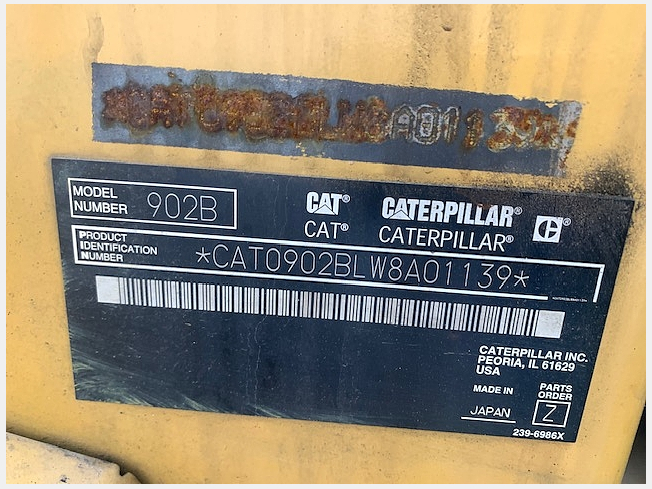 *CAT0902BLW8A01139*
MODEL NUMBER 902B
CAT® CATERPILLAR®
CAT® CATERPILLAR®
PRODUCT IDENTIFICATION NUMBER *CAT0902BLW8A01139*
CATERPILLAR INC.
PEORIA, IL 61629
USA
MADE IN JAPAN
PARTS ORDER Z
239-6986X